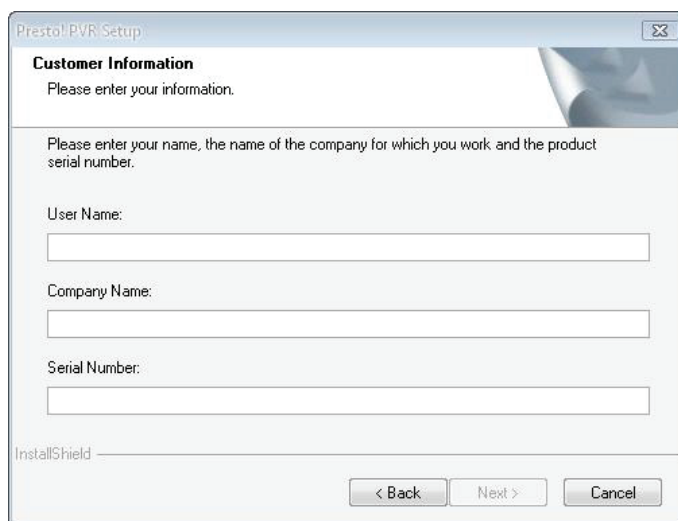 Presto! PVR Setup
Customer Information
Please enter your information.
Please enter your name, the name of the company for which you work and the product
serial number.
User Name:
Company Name:
Serial Number:
InstallShield
< Back
Next >
Cancel